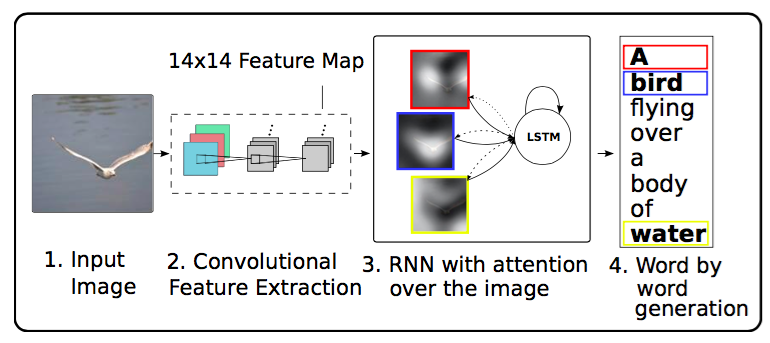 14x14 Feature Map
LSTM
A
bird
flying
over
a
body
of
water
1. Input
Image
2. Convolutional
Feature Extraction
3. RNN with attention
over the image
4. Word by
word
generation